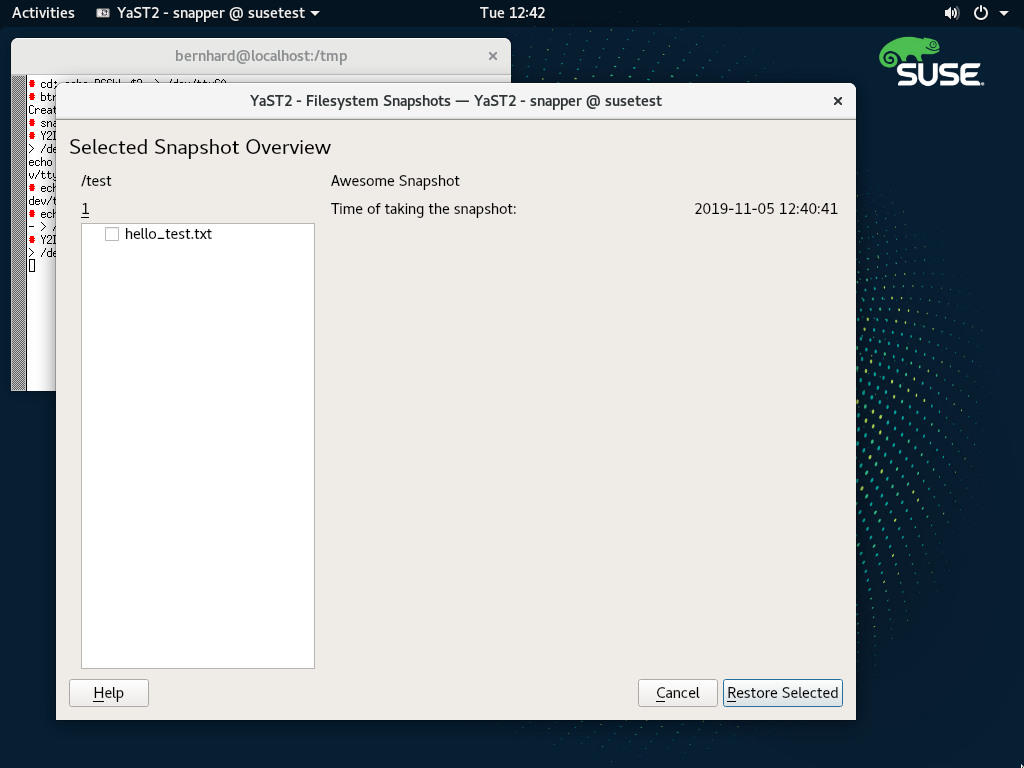 Activities YaST2 - snapper @ susetest Tue 12:42
bernhard@localhost:/tmp
SUSE
YaST2 - Filesystem Snapshots — YaST2 - snapper @ susetest
btr
Creat
sna
Y2I
> /de
echo
v/tty
ech
dev/t
ech
- > /
Y2I
> /de
Selected Snapshot Overview
/test Awesome Snapshot
1 Time of taking the snapshot: 2019-11-05 12:40:41
hello_test.txt
Help Cancel Restore Selected